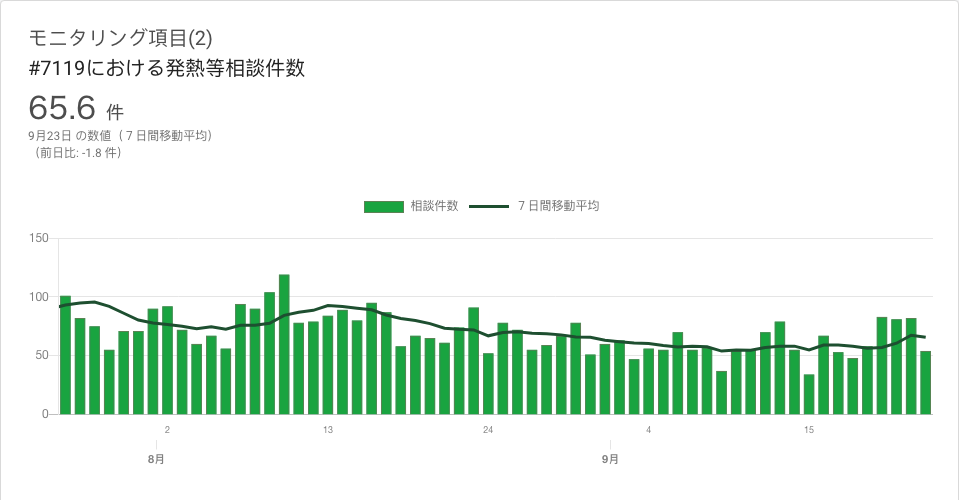 モニタリング項目(2)
#7119における発熱等相談件数
65.6 件
9月23日 の数値（７日間移動平均）
（前日比: -1.8 件）
相談件数 ７日間移動平均
150
100
50
0
2 13 24 4 15
8月 9月